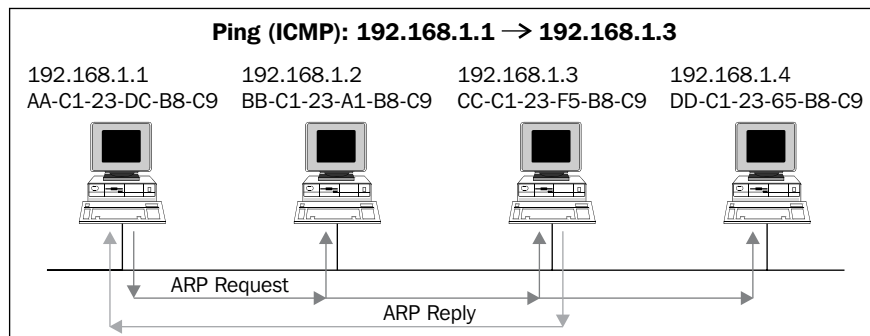 Ping (ICMP): 192.168.1.1 → 192.168.1.3
192.168.1.1 192.168.1.2 192.168.1.3 192.168.1.4
AA-C1-23-DC-B8-C9 BB-C1-23-A1-B8-C9 CC-C1-23-F5-B8-C9 DD-C1-23-65-B8-C9
ARP Request
ARP Reply